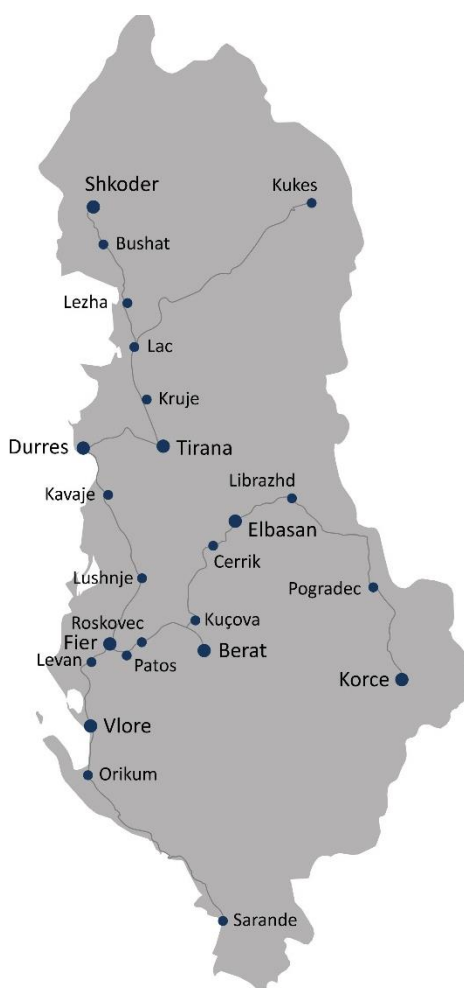 Shkoder
Kukes
Bushat
Lezha
Lac
Kruje
Durres
Tirana
Kavaje
Librazhd
Elbasan
Cerrik
Lushnje
Pogradec
Kuçova
Roskovec
Fier
Berat
Levan
Patos
Korce
Vlore
Orikum
Sarande